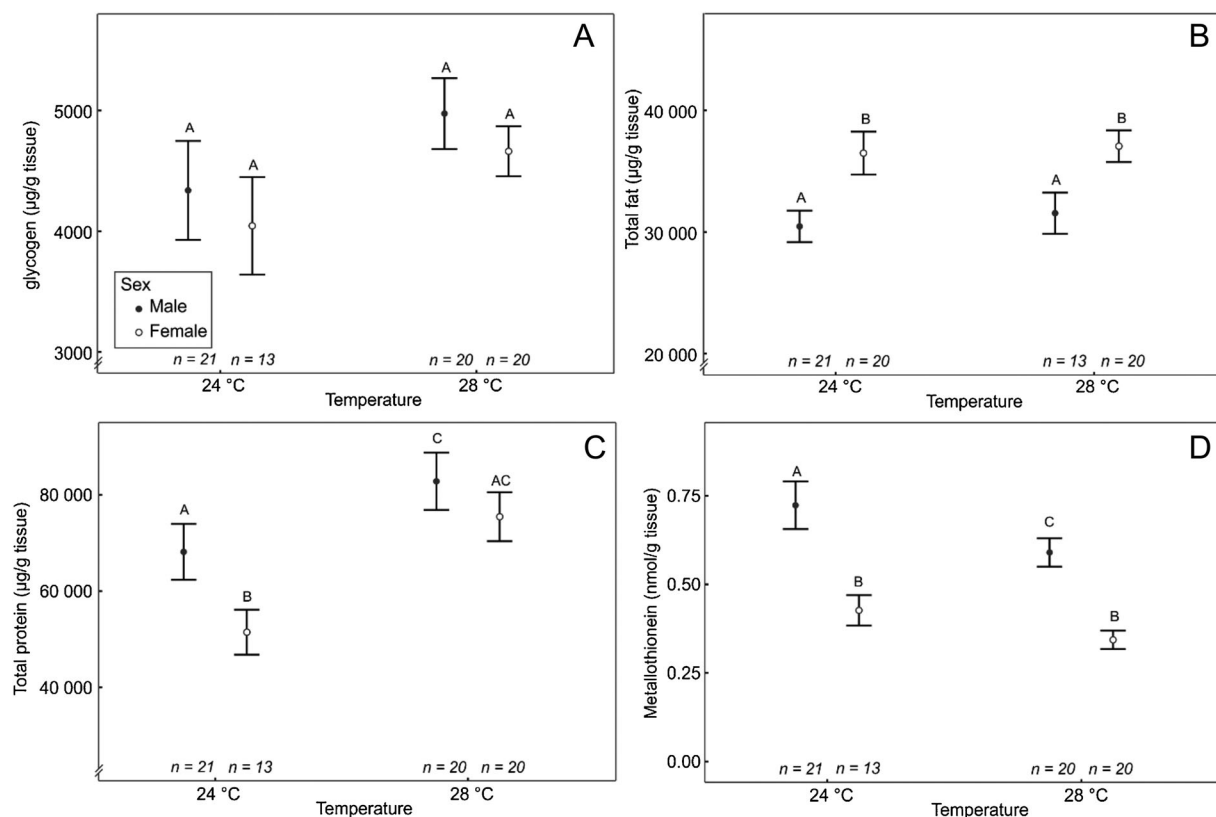 A
glycogen (µg/g tissue)
5000
4000
3000
A
A
A
A
Sex
Male
Female
n = 21 n = 13 n = 20 n = 20
24 °C 28 °C
Temperature
B
Total fat (µg/g tissue)
40 000
30 000
20 000
A
B
A
B
n = 21 n = 20 n = 13 n = 20
24 °C 28 °C
Temperature
C
Total protein (µg/g tissue)
80 000
60 000
40 000
A
B
C
AC
n = 21 n = 13 n = 20 n = 20
24 °C 28 °C
Temperature
D
Metallothionein (nmol/g tissue)
0.75
0.50
0.25
0.00
A
B
C
B
n = 21 n = 13 n = 20 n = 20
24 °C 28 °C
Temperature